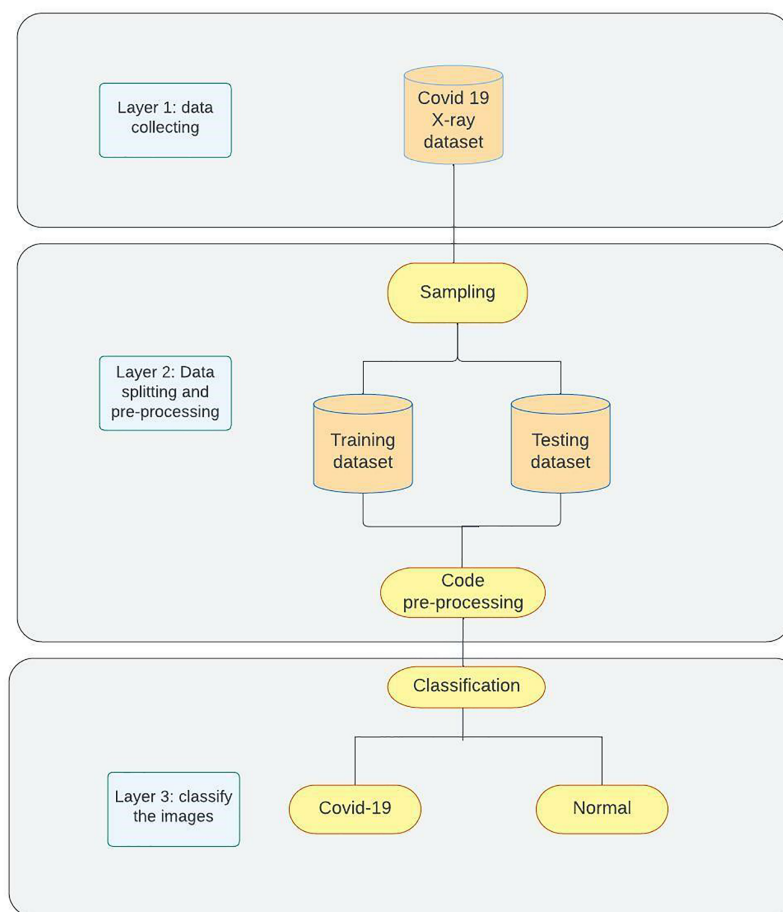 Layer 1: data
collecting
Covid 19
X-ray
dataset
Sampling
Layer 2: Data
splitting and
pre-processing
Training
dataset
Testing
dataset
Code
pre-processing
Classification
Layer 3: classify
the images
Covid-19
Normal